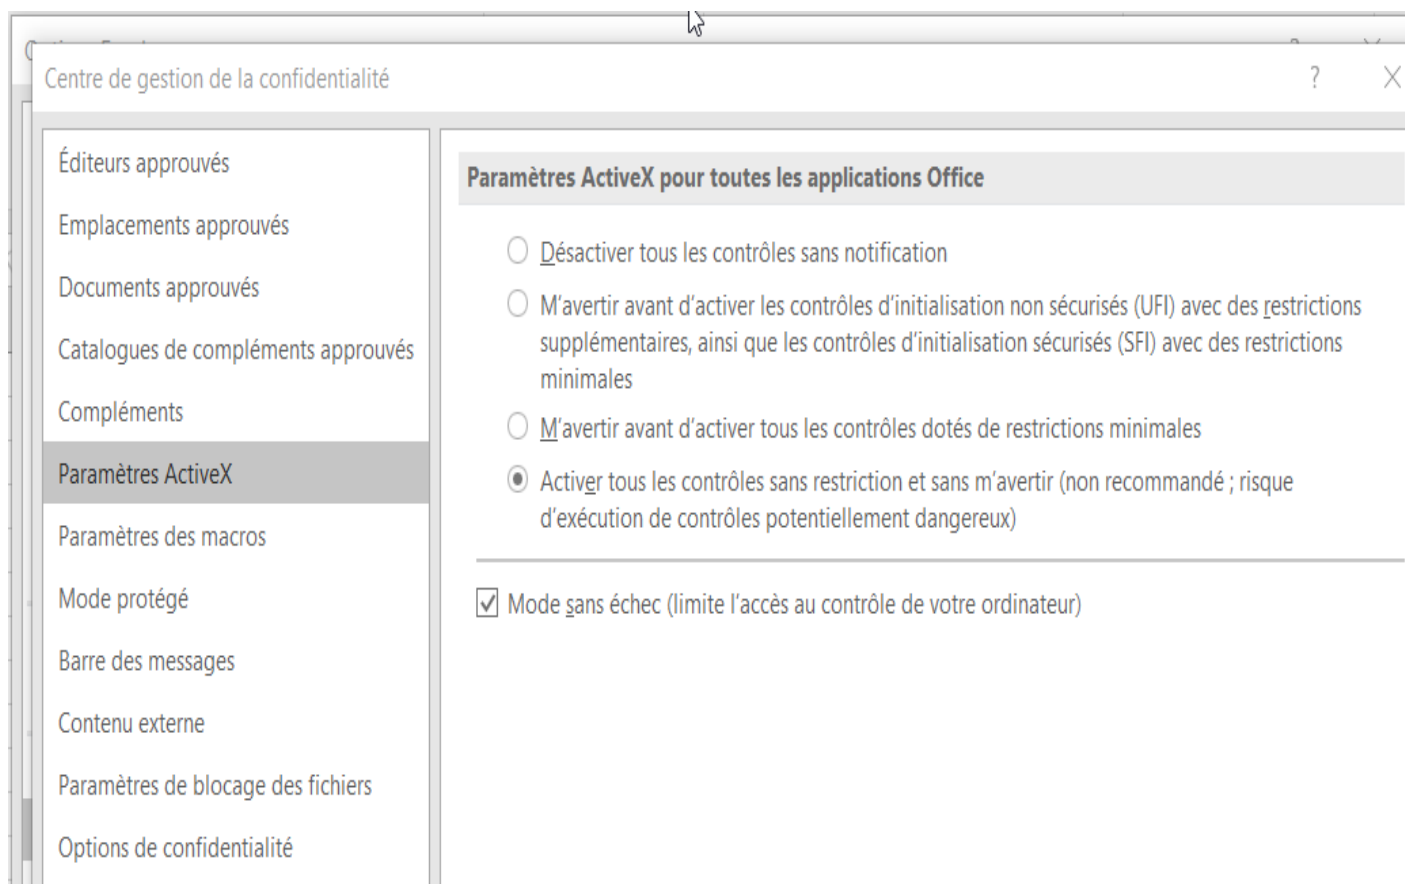 Centre de gestion de la confidentialité
?
Éditeurs approuvés
Emplacements approuvés
Documents approuvés
Catalogues de compléments approuvés
Compléments
Paramètres ActiveX
Paramètres des macros
Mode protégé
Barre des messages
Contenu externe
Paramètres de blocage des fichiers
Options de confidentialité
Paramètres ActiveX pour toutes les applications Office
Désactiver tous les contrôles sans notification
M’avertir avant d’activer les contrôles d’initialisation non sécurisés (UFI) avec des restrictions
supplémentaires, ainsi que les contrôles d’initialisation sécurisés (SFI) avec des restrictions
minimales
M’avertir avant d’activer tous les contrôles dotés de restrictions minimales
Activer tous les contrôles sans restriction et sans m’avertir (non recommandé ; risque
d’exécution de contrôles potentiellement dangereux)
Mode sans échec (limite l’accès au contrôle de votre ordinateur)